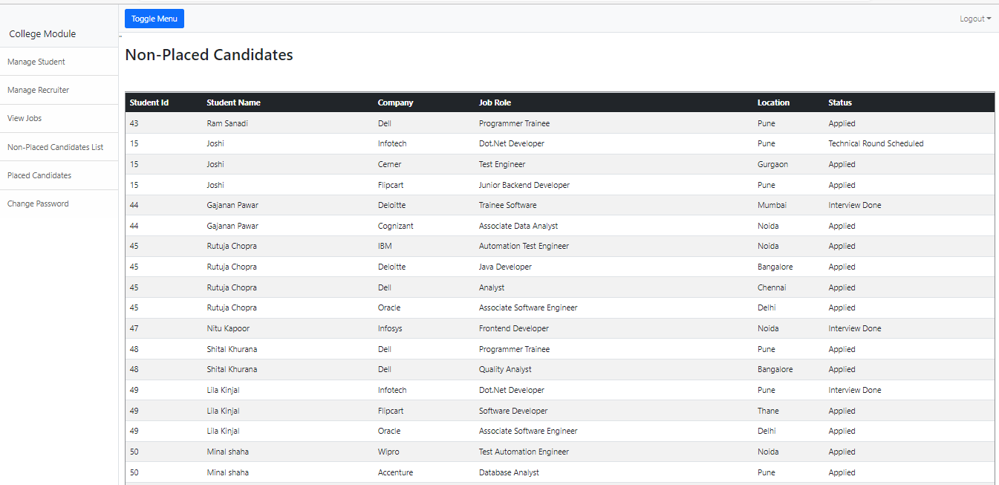 Toggle Menu
Logout
College Module
Manage Student
Manage Recruiter
View Jobs
Non-Placed Candidates List
Placed Candidates
Change Password
Non-Placed Candidates
Student Id Student Name Company Job Role Location Status
43 Ram Sanadi Dell Programmer Trainee Pune Applied
15 Joshi Infotech Dot.Net Developer Pune Technical Round Scheduled
15 Joshi Cerner Test Engineer Gurgaon Applied
15 Joshi Flipcart Junior Backend Developer Pune Applied
44 Gajanan Pawar Deloitte Trainee Software Mumbai Interview Done
44 Gajanan Pawar Cognizant Associate Data Analyst Noida Applied
45 Rutuja Chopra IBM Automation Test Engineer Noida Applied
45 Rutuja Chopra Deloitte Java Developer Bangalore Applied
45 Rutuja Chopra Dell Analyst Chennai Applied
45 Rutuja Chopra Oracle Associate Software Engineer Delhi Applied
47 Nitu Kapoor Infosys Frontend Developer Noida Interview Done
48 Shital Khurana Dell Programmer Trainee Pune Applied
48 Shital Khurana Dell Quality Analyst Bangalore Applied
49 Lila Kinjal Infotech Dot.Net Developer Pune Interview Done
49 Lila Kinjal Flipcart Software Developer Thane Applied
49 Lila Kinjal Oracle Associate Software Engineer Delhi Applied
50 Minal shaha Wipro Test Automation Engineer Noida Applied
50 Minal shaha Accenture Database Analyst Pune Applied